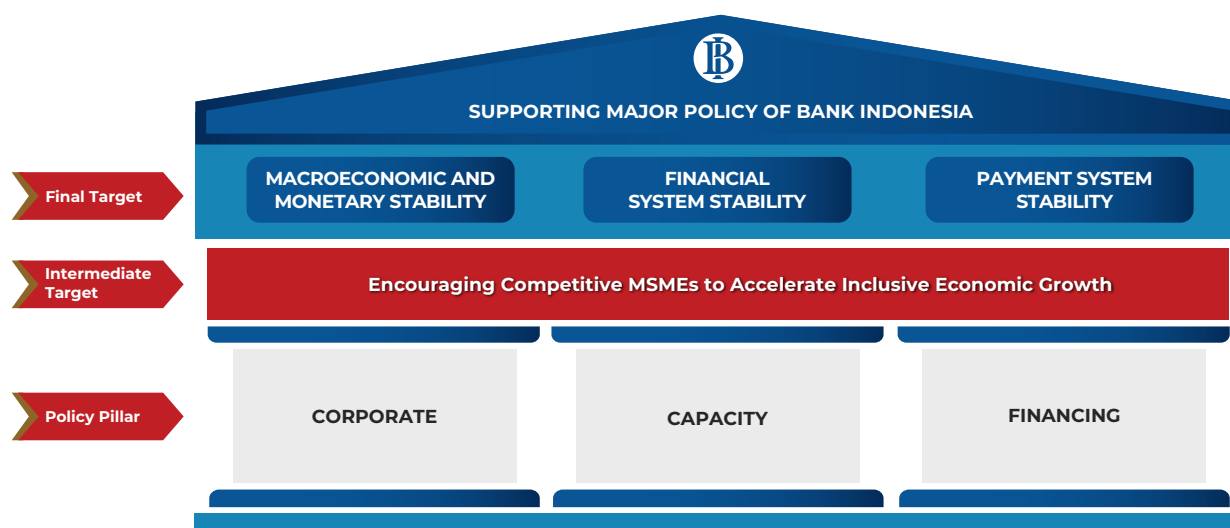 BI
SUPPORTING MAJOR POLICY OF BANK INDONESIA
Final Target
MACROECONOMIC AND
MONETARY STABILITY
FINANCIAL
SYSTEM STABILITY
PAYMENT SYSTEM
STABILITY
Intermediate
Target
Encouraging Competitive MSMEs to Accelerate Inclusive Economic Growth
Policy Pillar
CORPORATE
CAPACITY
FINANCING